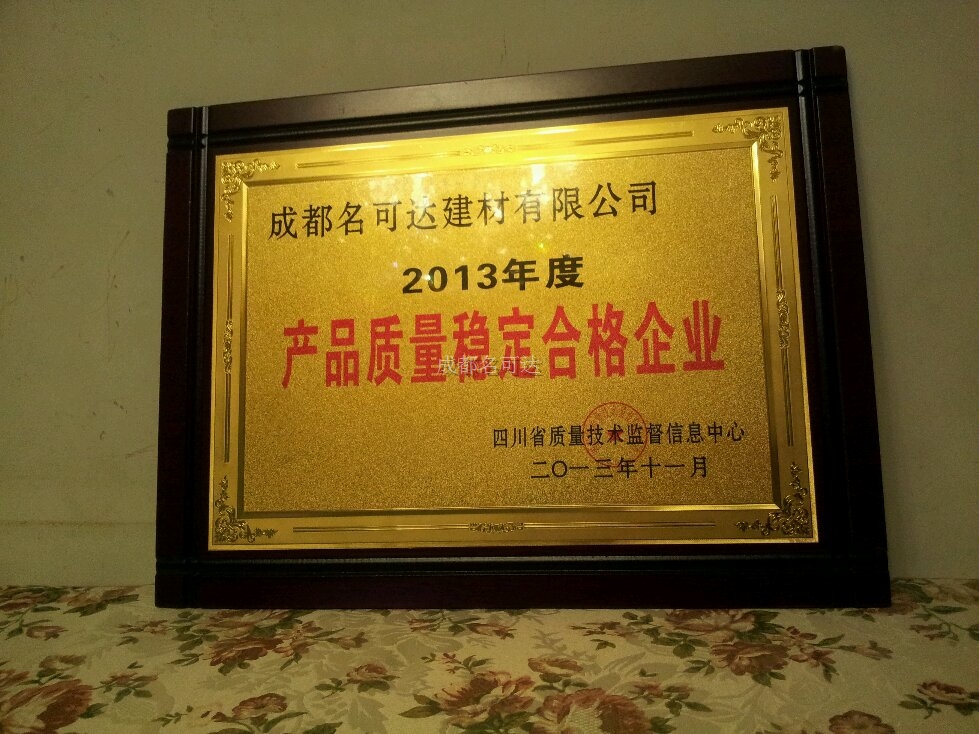 成都名可达建材有限公司
2013年度
产品质量稳定合格企业
成都名可达
四川省质量技术监督信息中心
二〇一三年十一月